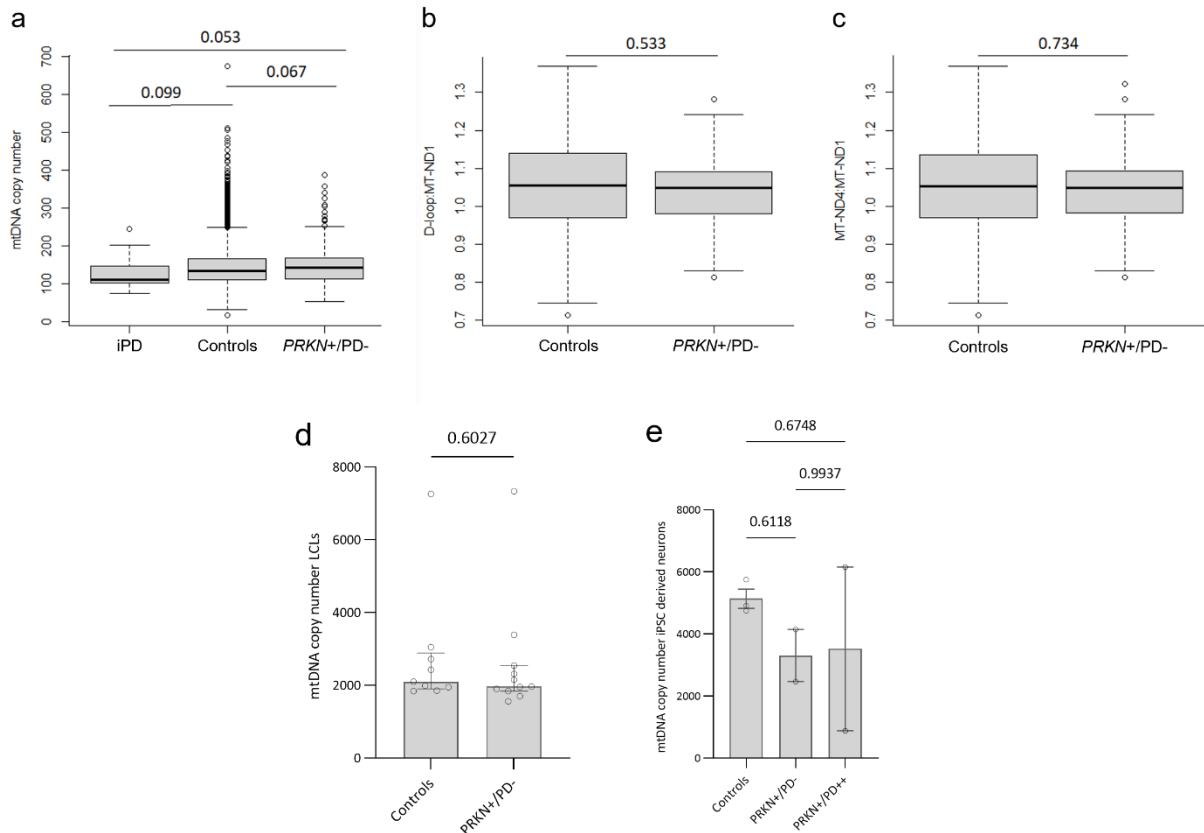 a
0.053
0.067
0.099
mtDNA copy number
700
600
500
400
300
200
100
0
iPD
Controls
PRKN+/PD-
b
0.533
D-loop:MT-ND1
1.3
1.2
1.1
1.0
0.9
0.8
0.7
Controls
PRKN+/PD-
c
0.734
MT-ND4:MT-ND1
1.3
1.2
1.1
1.0
0.9
0.8
0.7
Controls
PRKN+/PD-
d
0.6027
mtDNA copy number LCLs
8000
6000
4000
2000
0
Controls
PRKN+/PD-
e
0.6748
0.9937
0.6118
mtDNA copy number iPSC derived neurons
8000
6000
4000
2000
0
Controls
PRKN+/PD-
PRKN+/PD++